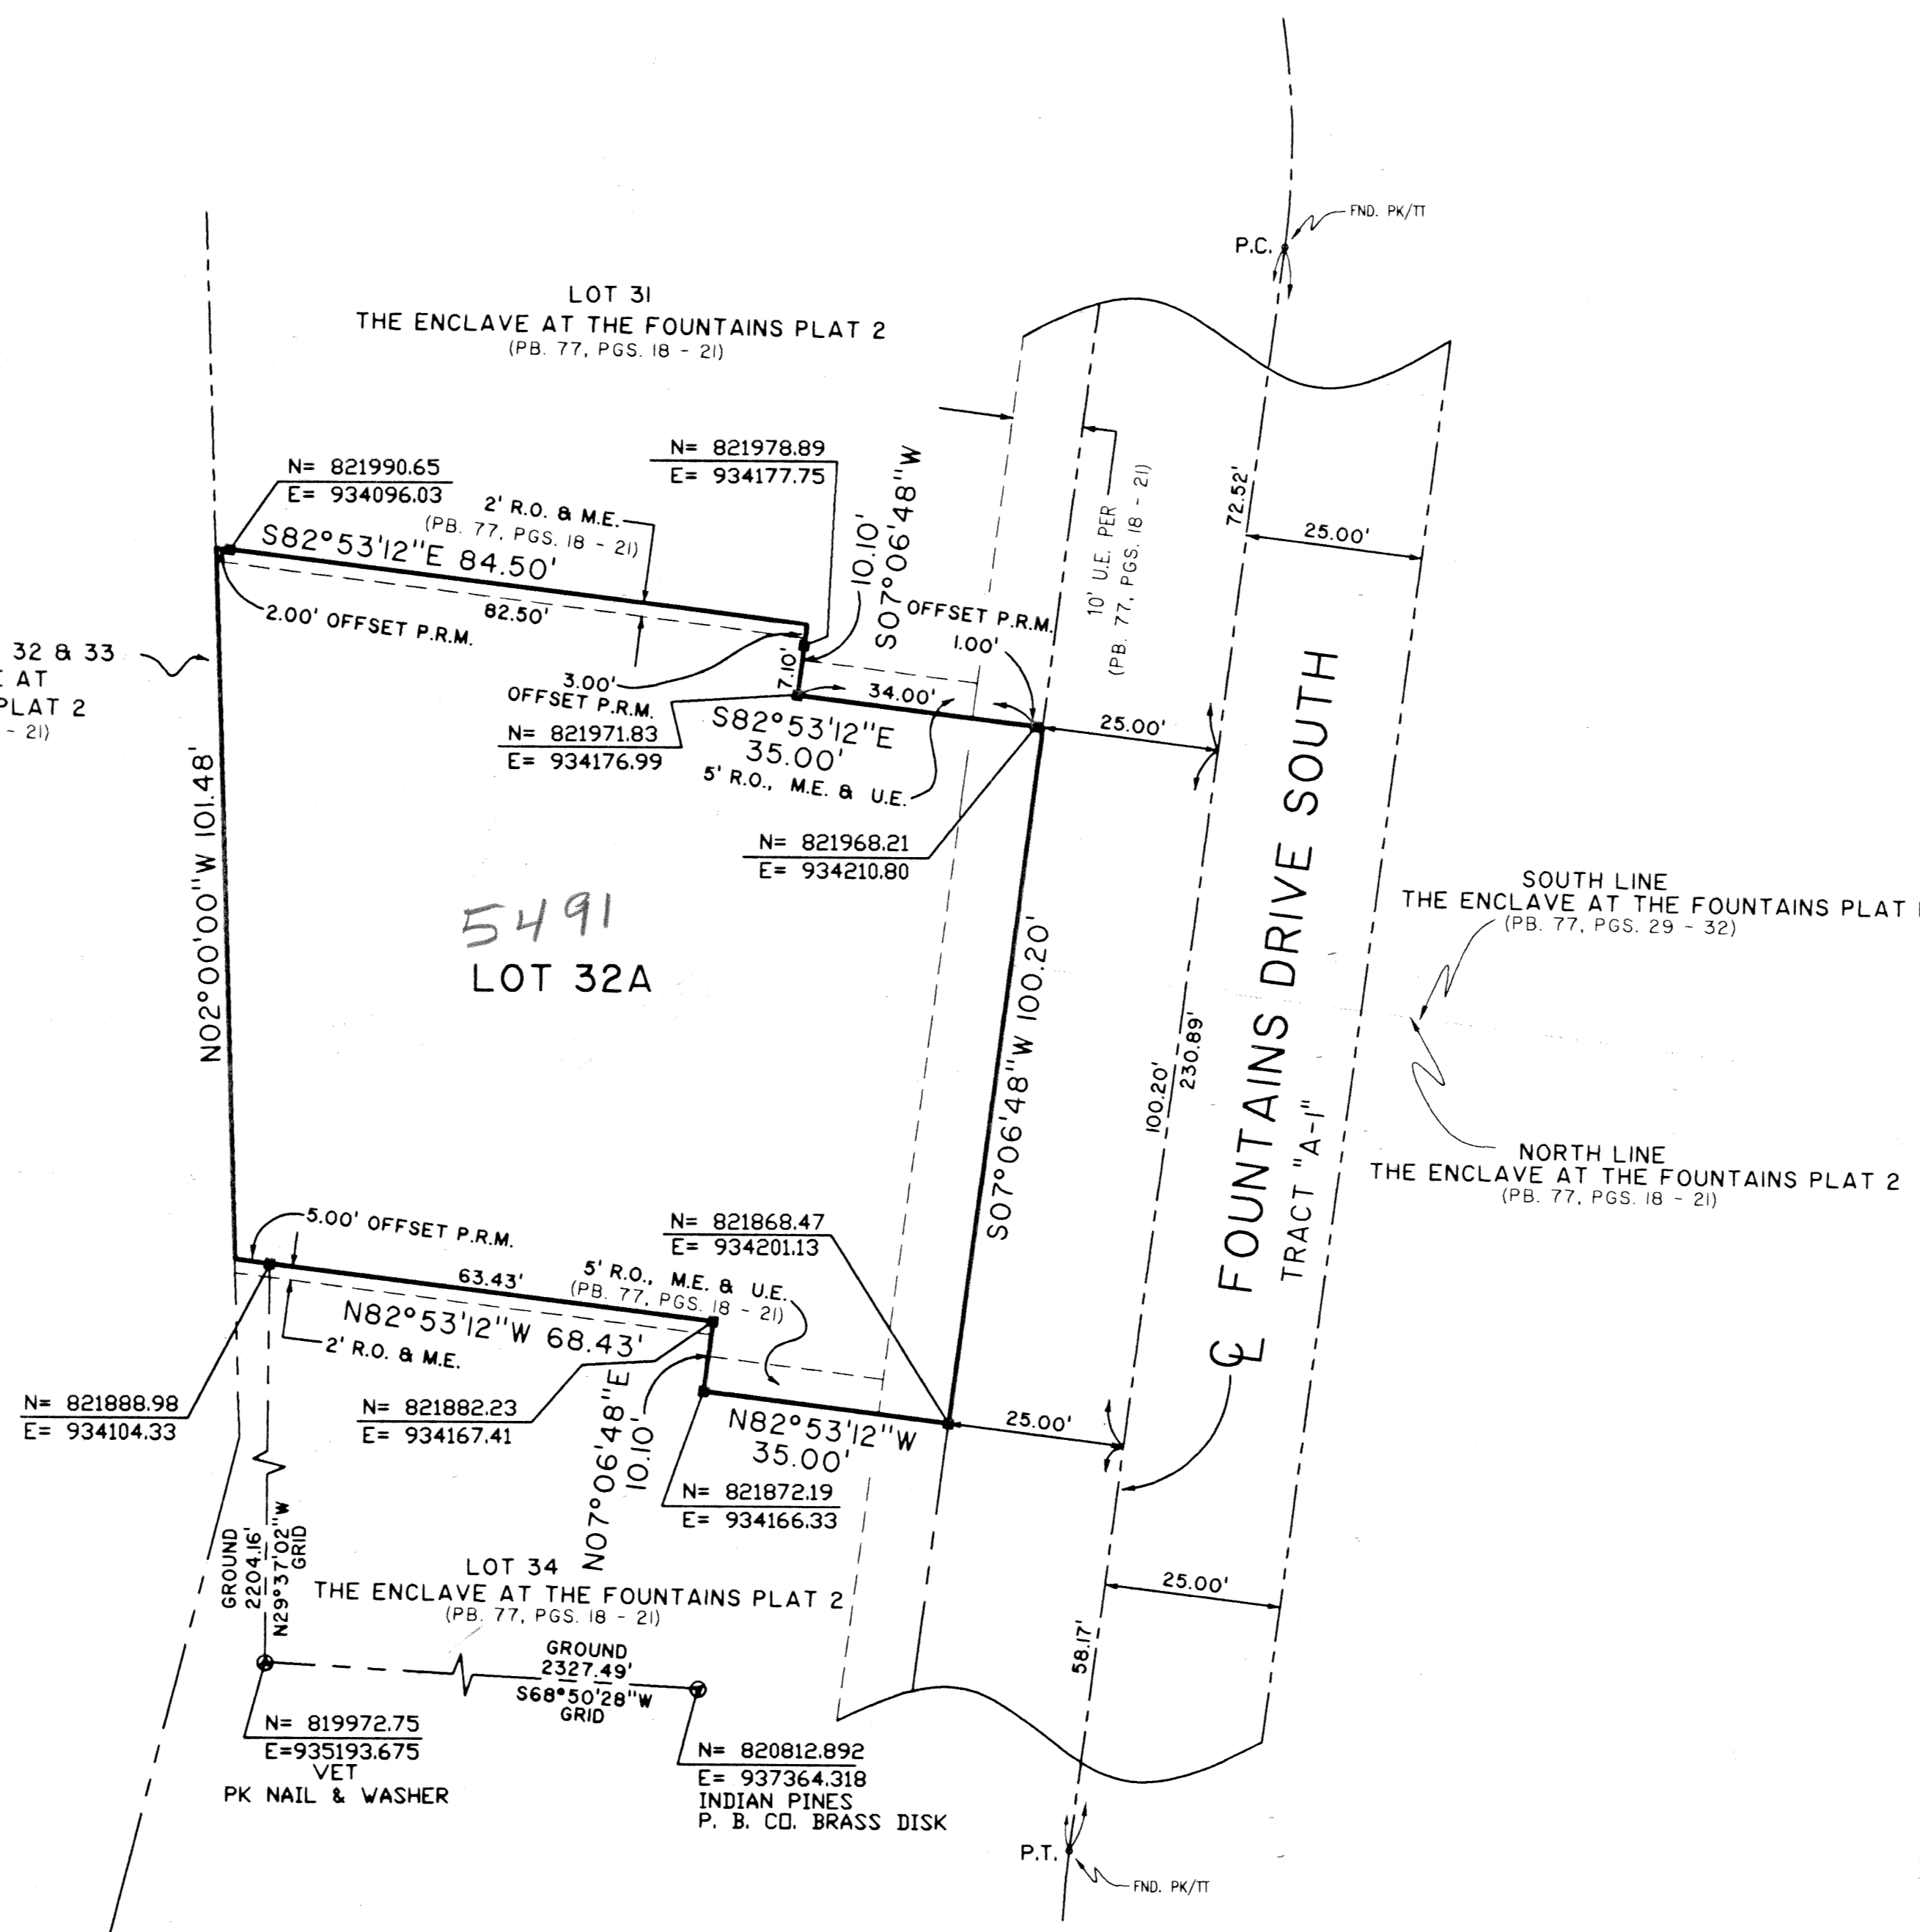 FND. PK/TT
P.C.
LOT 31
THE ENCLAVE AT THE FOUNTAINS PLAT 2
(PB. 77, PGS. 18 - 21)
N= 821978.89
E= 934177.75
N= 821990.65
E= 934096.03
2' R.O. & M.E.
(PB. 77, PGS. 18 - 21)
S82°53'12"E 84.50'
82.50'
2.00' OFFSET P.R.M.
10.10'
S07°06'48"W
10' U.E. PER
(PB. 77, PGS. 18 - 21)
72.52'
25.00'
OFFSET P.R.M.
1.00'
7.10'
3.00'
OFFSET P.R.M.
34.00'
S82°53'12"E
35.00'
5' R.O., M.E. & U.E.
25.00'
N= 821971.83
E= 934176.99
32 & 33
E AT
PLAT 2
- 21)
N02°00'00"W 101.48'
N= 821968.21
E= 934210.80
5491
LOT 32A
S07°06'48"W 100.20'
100.20'
230.89'
℄ FOUNTAINS DRIVE SOUTH
TRACT "A-1"
SOUTH LINE
THE ENCLAVE AT THE FOUNTAINS PLAT
(PB. 77, PGS. 29 - 32)
NORTH LINE
THE ENCLAVE AT THE FOUNTAINS PLAT 2
(PB. 77, PGS. 18 - 21)
5.00' OFFSET P.R.M.
N= 821868.47
E= 934201.13
63.43'
5' R.O., M.E. & U.E.
(PB. 77, PGS. 18 - 21)
N82°53'12"W 68.43'
2' R.O. & M.E.
N= 821888.98
E= 934104.33
N= 821882.23
E= 934167.41
N07°06'48"E
10.10'
N82°53'12"W
35.00'
25.00'
N= 821872.19
E= 934166.33
GROUND
2204.16'
N29°37'02"W
GRID
LOT 34
THE ENCLAVE AT THE FOUNTAINS PLAT 2
(PB. 77, PGS. 18 - 21)
25.00'
58.17'
GROUND
2327.49'
S68°50'28"W
GRID
N= 819972.75
E=935193.675
VET
PK NAIL & WASHER
N= 820812.892
E= 937364.318
INDIAN PINES
P. B. CO. BRASS DISK
P.T.
FND. PK/TT